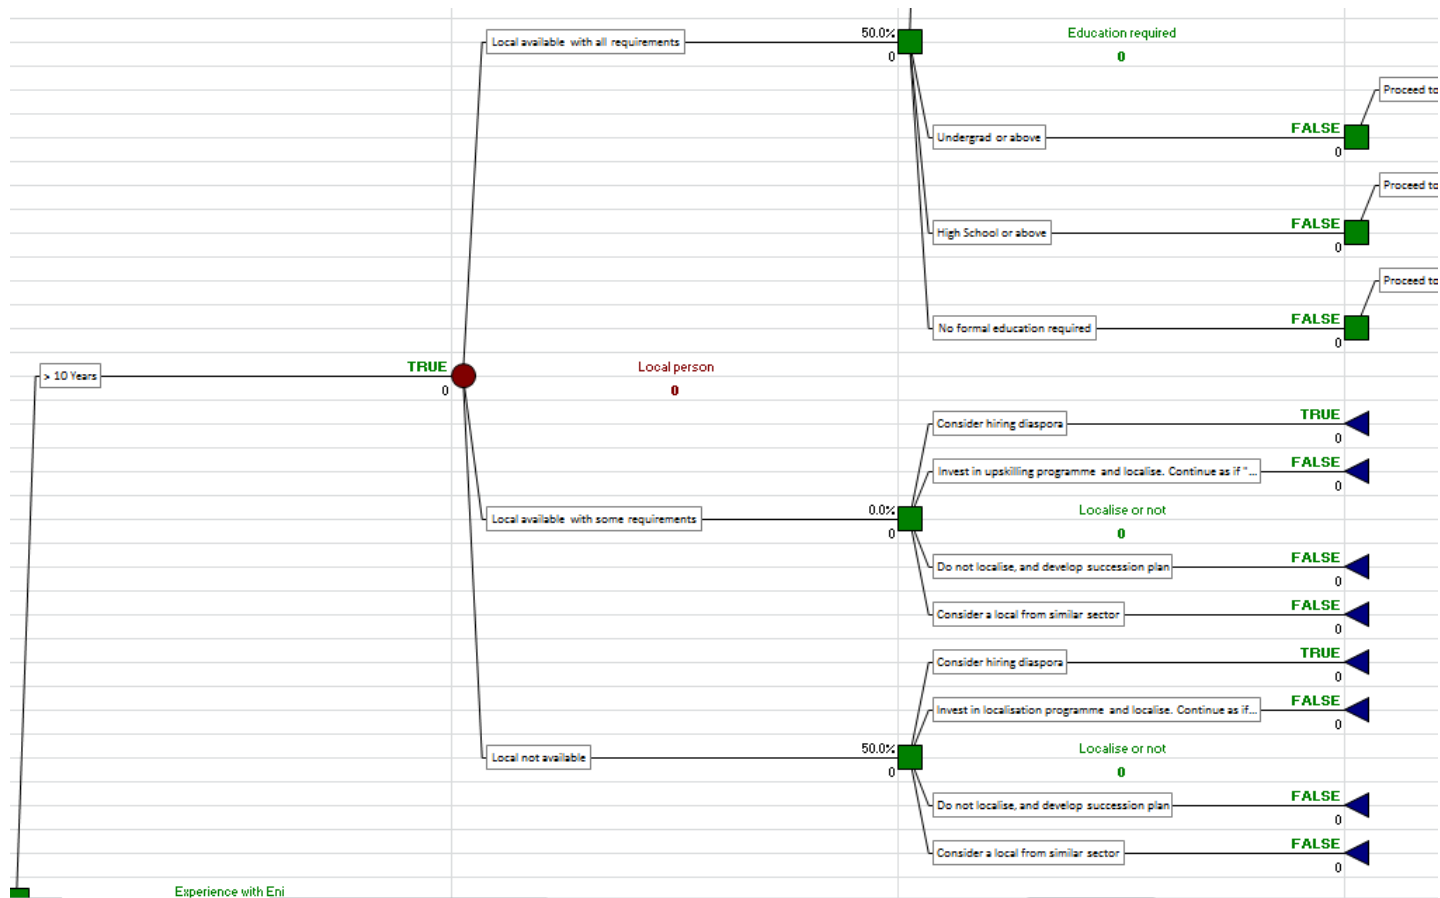 Local available with all requirements
50.0%
0
Education required
0
Proceed to
Undergrad or above
FALSE
0
Proceed to
High School or above
FALSE
0
Proceed to
No formal education required
FALSE
0
> 10 Years
TRUE
0
Local person
0
Consider hiring diaspora
TRUE
0
Invest in upskilling programme and localise. Continue as if "...
FALSE
0
Local available with some requirements
0.0%
0
Localise or not
0
Do not localise, and develop succession plan
FALSE
0
Consider a local from similar sector
FALSE
0
Consider hiring diaspora
TRUE
0
Invest in localisation programme and localise. Continue as if...
FALSE
0
Local not available
50.0%
0
Localise or not
0
Do not localise, and develop succession plan
FALSE
0
Consider a local from similar sector
FALSE
0
Experience with Eni